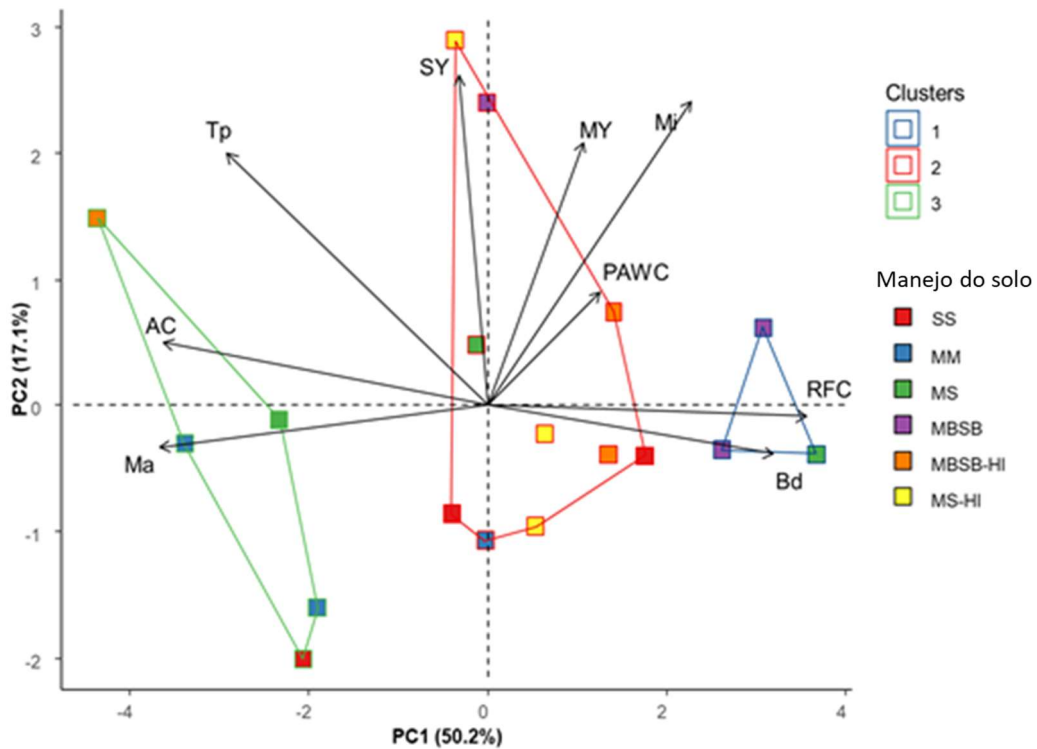 3
2
1
0
-1
-2
PC2 (17.1%)
-4
-2
0
2
4
PC1 (50.2%)
SY
Tp
MY
Mi
PAWC
AC
RFC
Ma
Bd
Clusters
1
2
3
Manejo do solo
SS
MM
MS
MBSB
MBSB-HI
MS-HI